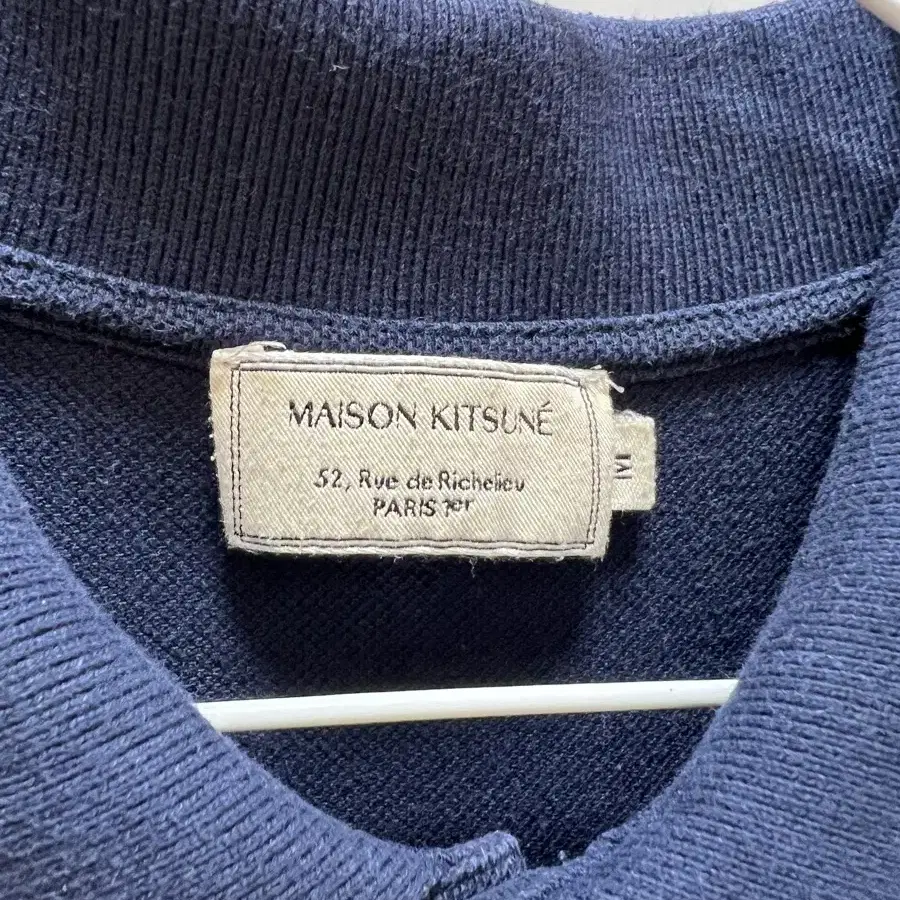 MAISON KITSUNÉ
52, Rue de Richelieu
PARIS 1er
M